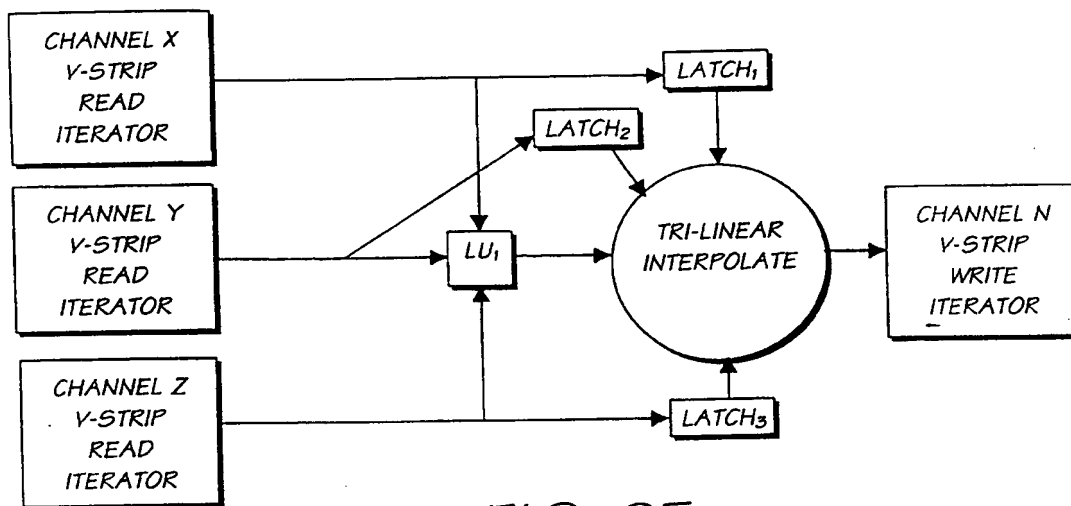 CHANNEL X
V-STRIP
READ
ITERATOR
LATCH₁
LATCH₂
CHANNEL Y
V-STRIP
READ
ITERATOR
LU₁
TRI-LINEAR
INTERPOLATE
CHANNEL N
V-STRIP
WRITE
ITERATOR
CHANNEL Z
V-STRIP
READ
ITERATOR
LATCH₃